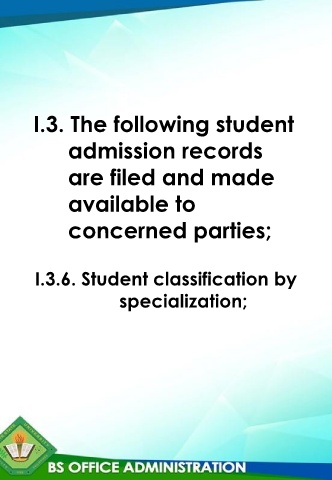 I.3. The following student
admission records
are filed and made
available to
concerned parties;
I.3.6. Student classification by
specialization;
BS OFFICE ADMINISTRATION